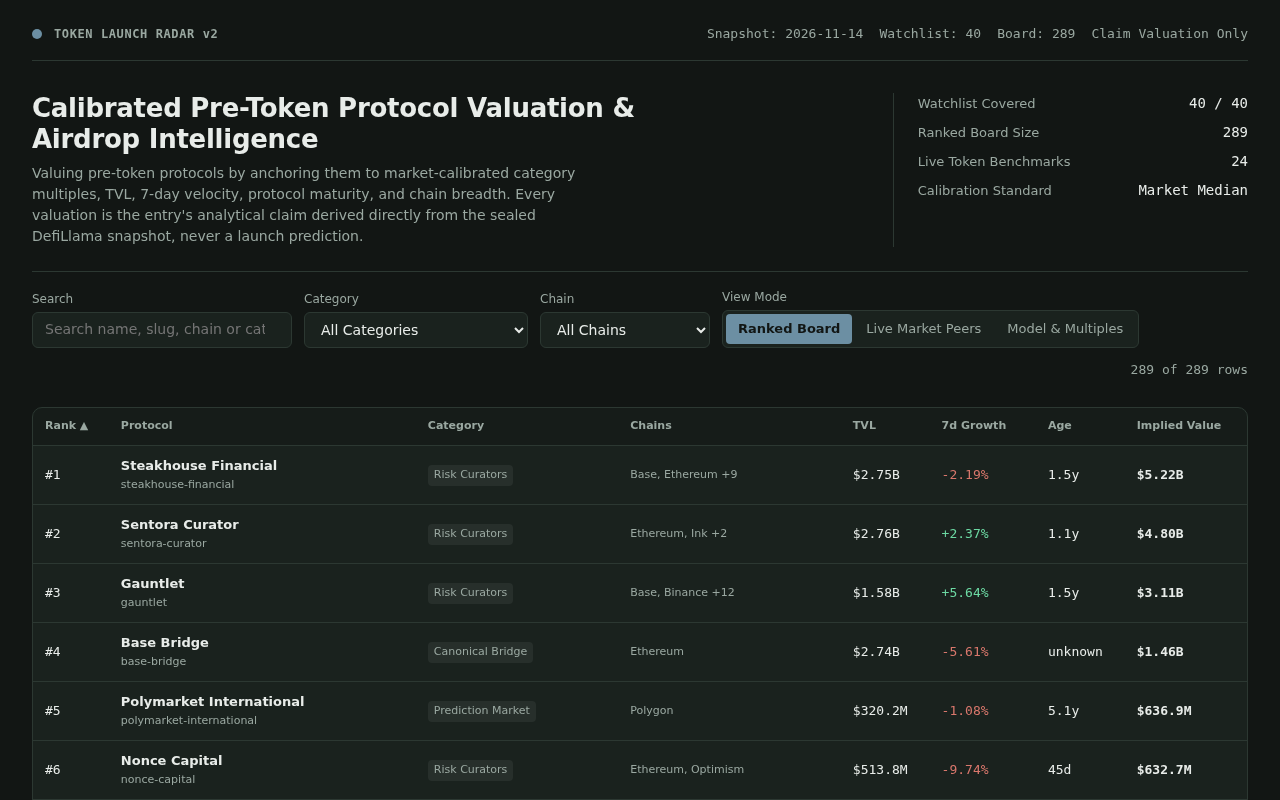 TOKEN LAUNCH RADAR v2
Snapshot: 2026-11-14 Watchlist: 40 Board: 289 Claim Valuation Only
Calibrated Pre-Token Protocol Valuation &
Airdrop Intelligence
Valuing pre-token protocols by anchoring them to market-calibrated category
multiples, TVL, 7-day velocity, protocol maturity, and chain breadth. Every
valuation is the entry's analytical claim derived directly from the sealed
DefiLlama snapshot, never a launch prediction.
Watchlist Covered 40 / 40
Ranked Board Size 289
Live Token Benchmarks 24
Calibration Standard Market Median
Search Category Chain View Mode
Search name, slug, chain or cat All Categories All Chains Ranked Board Live Market Peers Model & Multiples
289 of 289 rows
Rank ▲ Protocol Category Chains TVL 7d Growth Age Implied Value
#1 Steakhouse Financial Risk Curators Base, Ethereum +9 $2.75B -2.19% 1.5y $5.22B
steakhouse-financial
#2 Sentora Curator Risk Curators Ethereum, Ink +2 $2.76B +2.37% 1.1y $4.80B
sentora-curator
#3 Gauntlet Risk Curators Base, Binance +12 $1.58B +5.64% 1.5y $3.11B
gauntlet
#4 Base Bridge Canonical Bridge Ethereum $2.74B -5.61% unknown $1.46B
base-bridge
#5 Polymarket International Prediction Market Polygon $320.2M -1.08% 5.1y $636.9M
polymarket-international
#6 Nonce Capital Risk Curators Ethereum, Optimism $513.8M -9.74% 45d $632.7M
nonce-capital